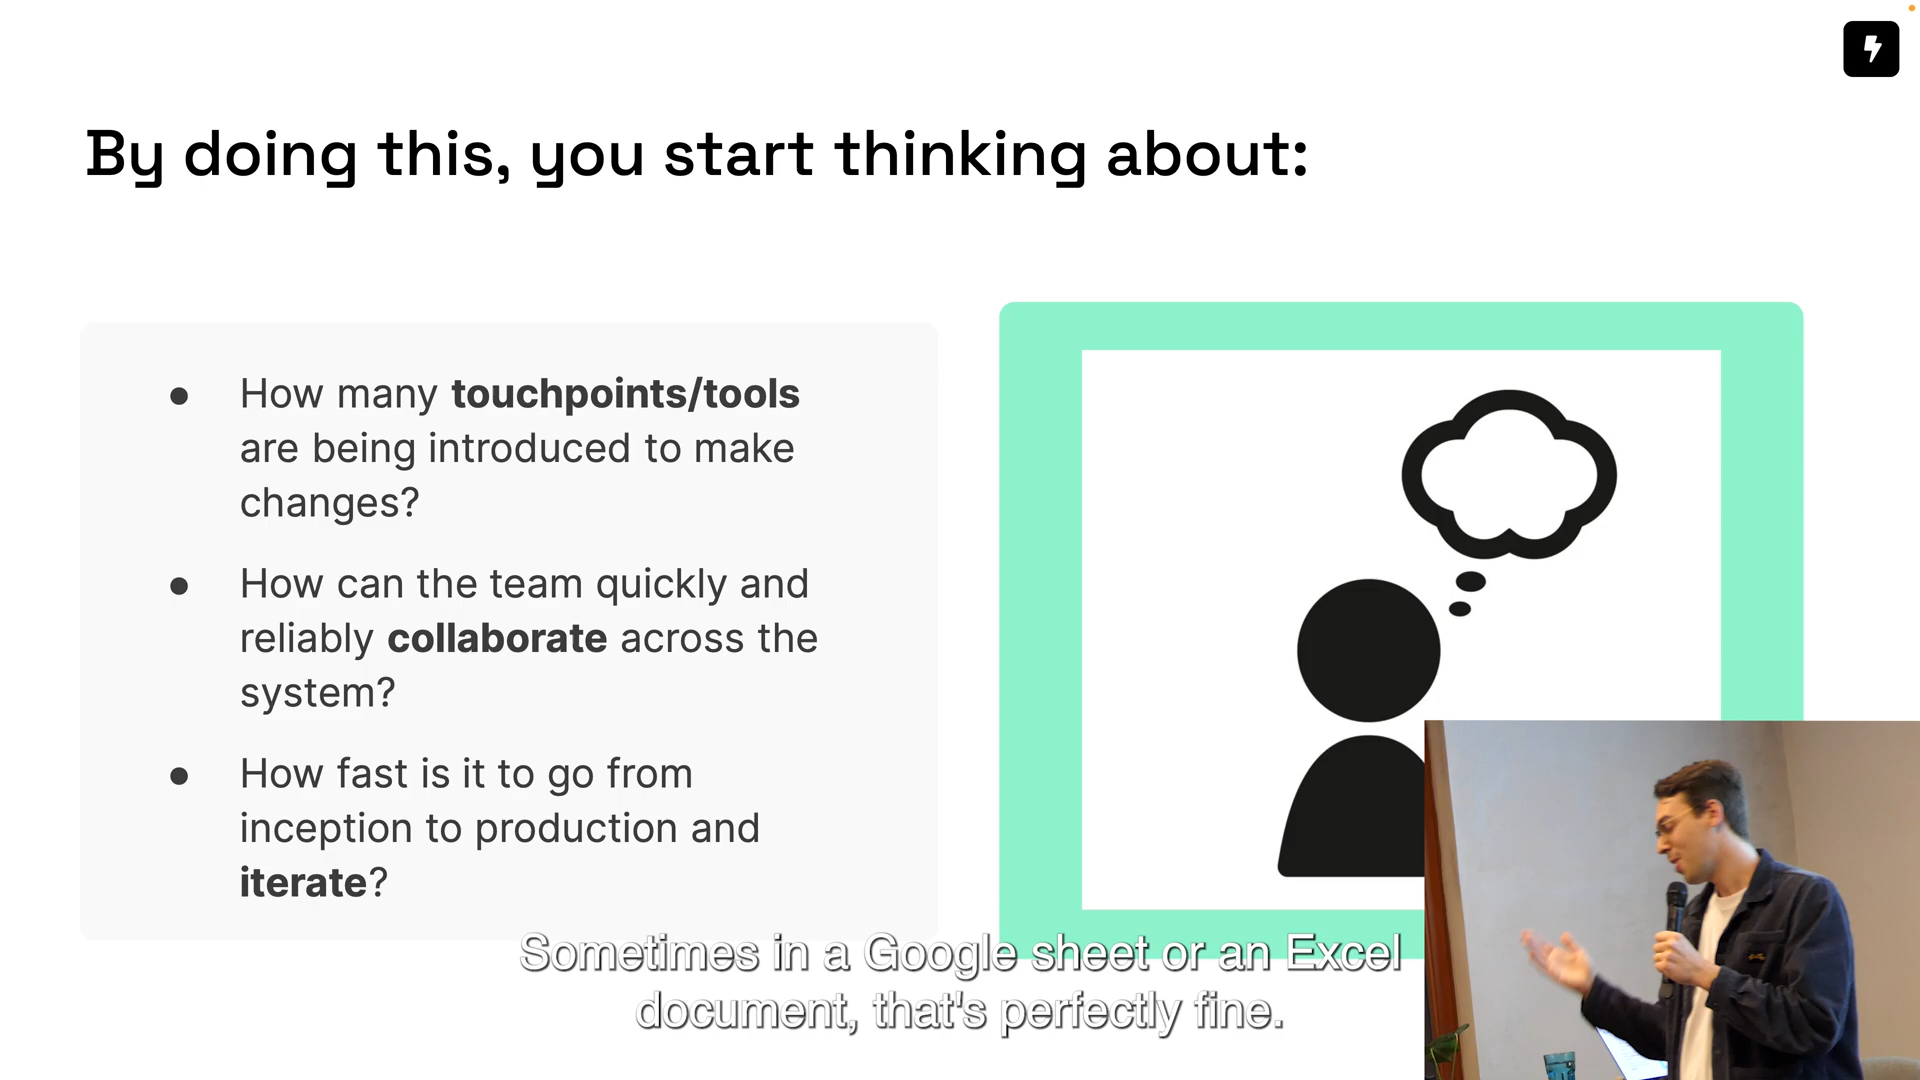 By doing this, you start thinking about:
● How many touchpoints/tools
are being introduced to make
changes?
● How can the team quickly and
reliably collaborate across the
system?
● How fast is it to go from
inception to production and
iterate?
Sometimes in a Google sheet or an Excel
document, that's perfectly fine.